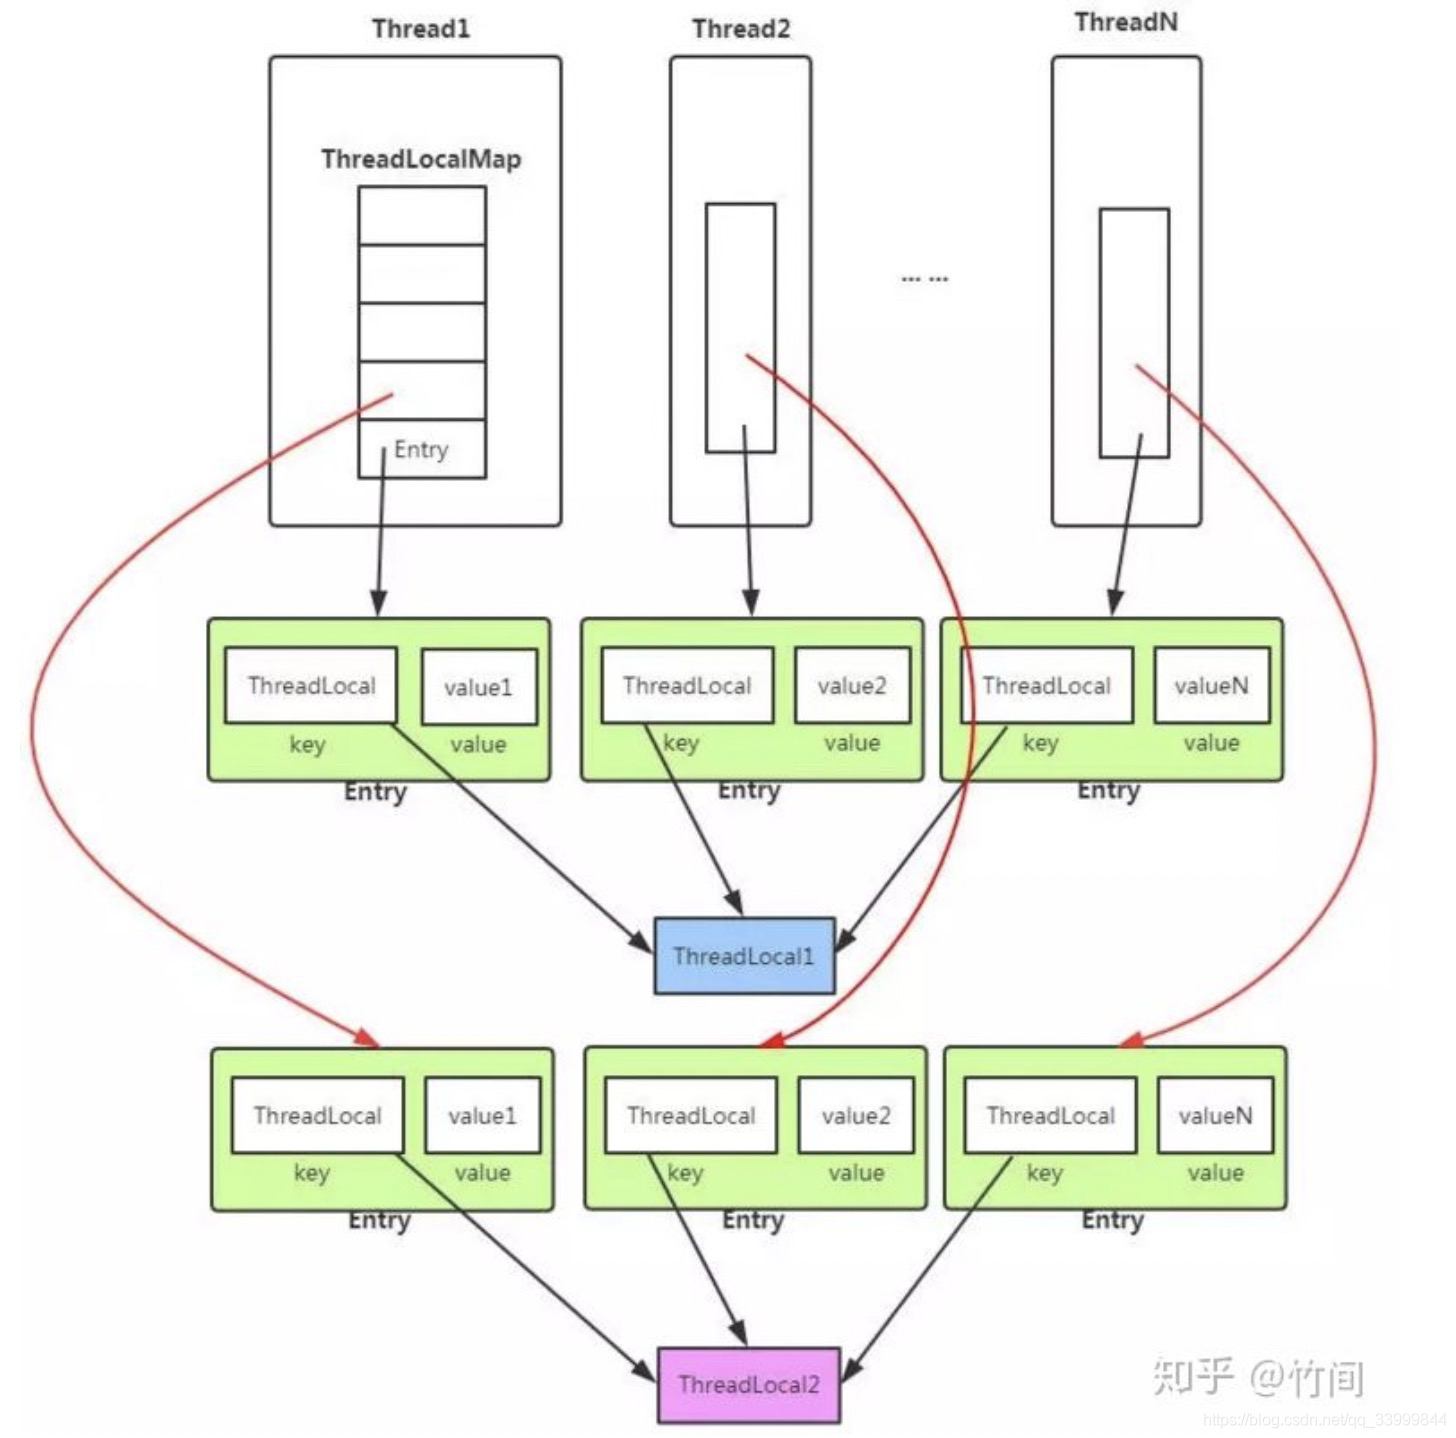 Thread1
Thread2
ThreadN
ThreadLocalMap
... ...
Entry
ThreadLocal value1
key value
Entry
ThreadLocal value2
key value
Entry
ThreadLocal valueN
key value
Entry
ThreadLocal1
ThreadLocal value1
key value
Entry
ThreadLocal value2
key value
Entry
ThreadLocal valueN
key value
Entry
ThreadLocal2
知乎 @竹间
https://blog.csdn.net/qq_33999844